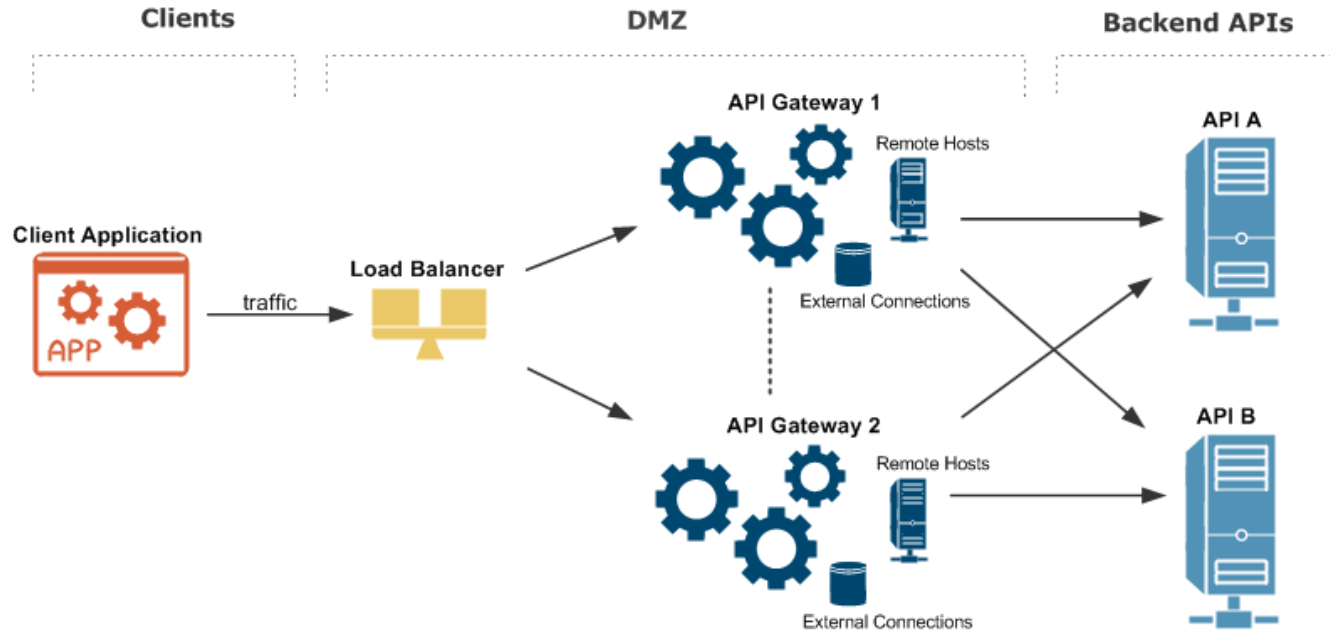 Clients
DMZ
Backend APIs
API Gateway 1
API A
Remote Hosts
Client Application
Load Balancer
traffic
External Connections
APP
API Gateway 2
API B
Remote Hosts
External Connections